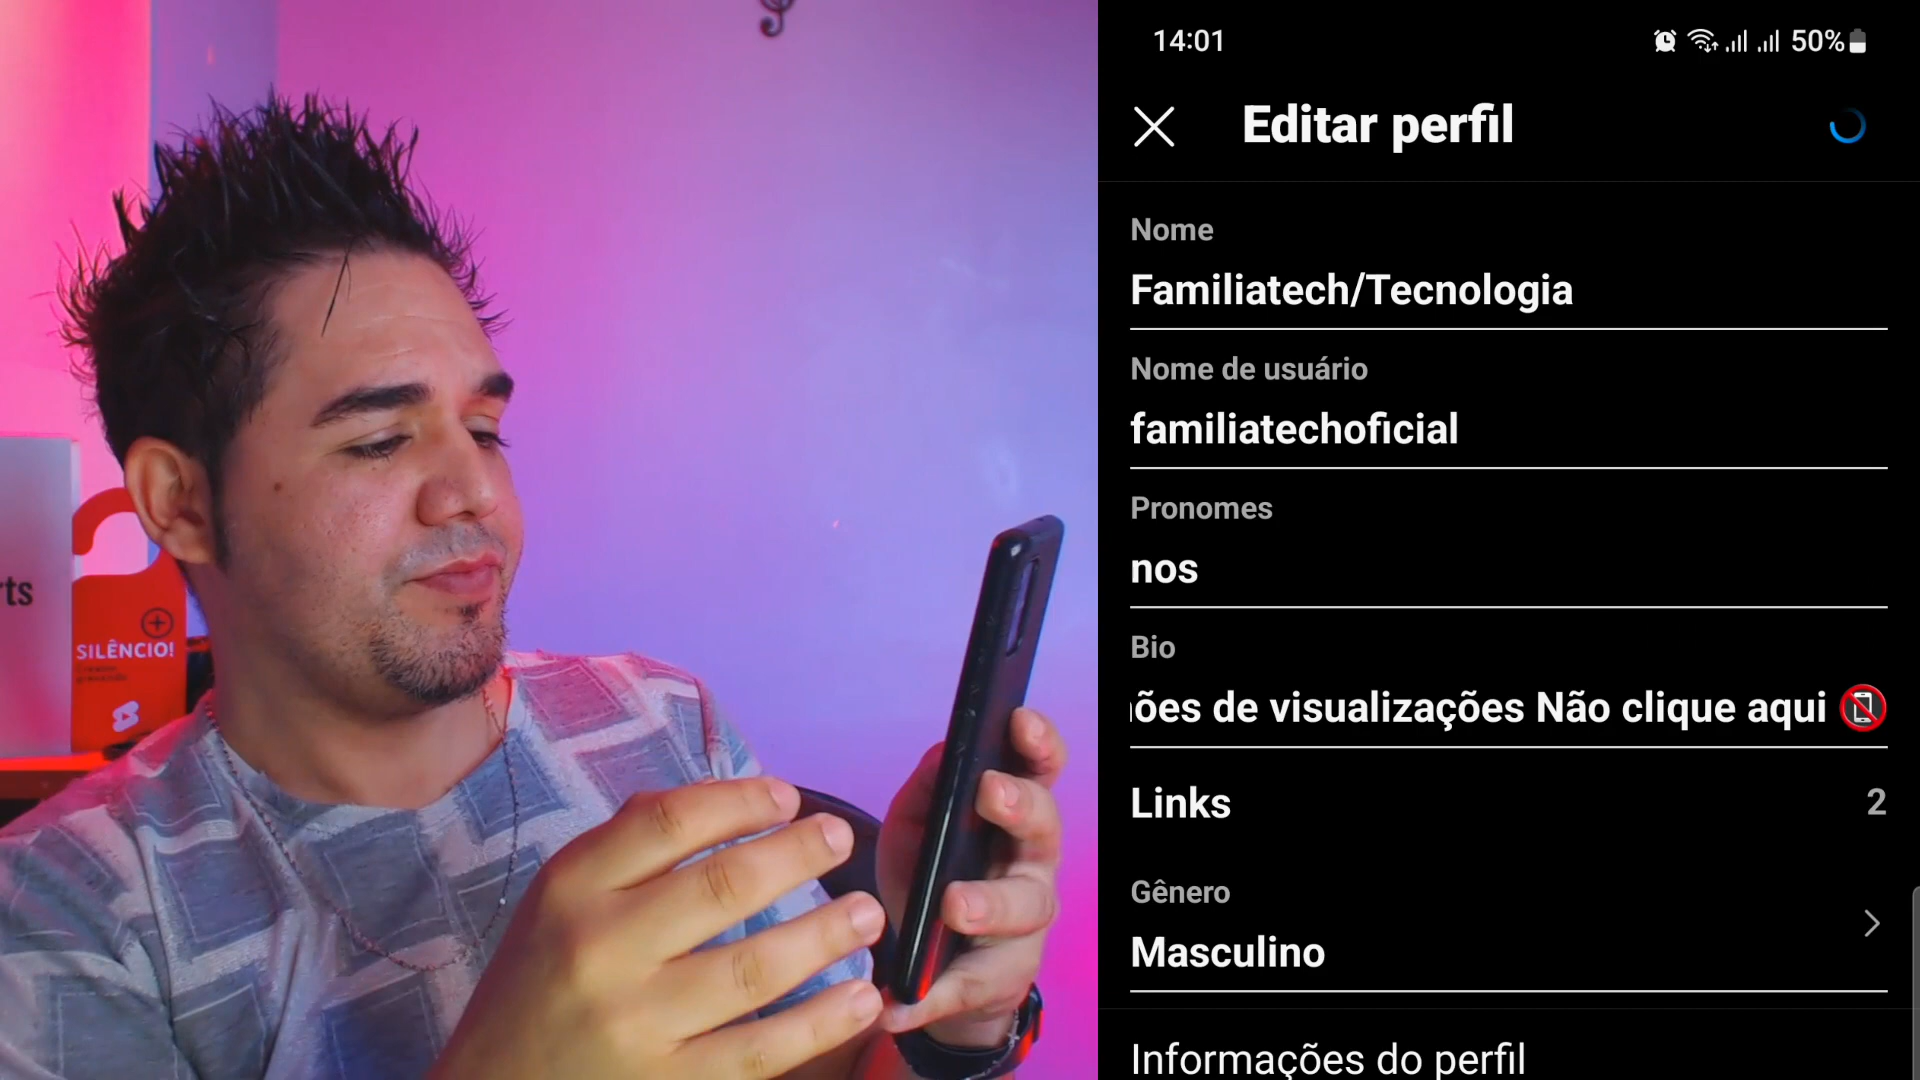 rts
SILÊNCIO!
14:01
50%
Editar perfil
Nome
Familiatech/Tecnologia
Nome de usuário
familiatechoficial
Pronomes
nos
Bio
ões de visualizações Não clique aqui 📵
Links
2
Gênero
Masculino
Informações do perfil